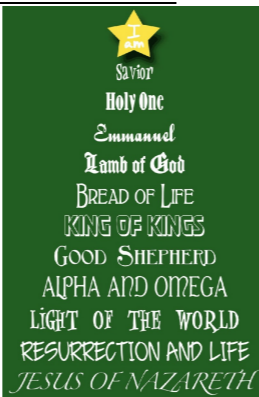 I
am
Savior
Holy One
Emmanuel
Lamb of God
BREAD OF LIFE
KING OF KINGS
GOOD SHEPHERD
ALPHA AND OMEGA
LIGHT OF THE WORLD
RESURRECTION AND LIFE
JESUS OF NAZARETH